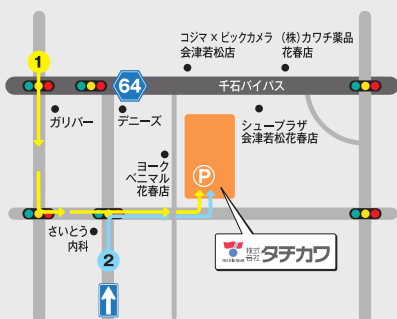 コジマ×ビックカメラ
会津若松店
(株)カワチ薬品
花春店
1
64
千石バイパス
ガリバー
デニーズ
シュープラザ
会津若松花春店
ヨーク
ベニマル
花春店
P
さいとう
内科
2
株式
会社
タチカワ